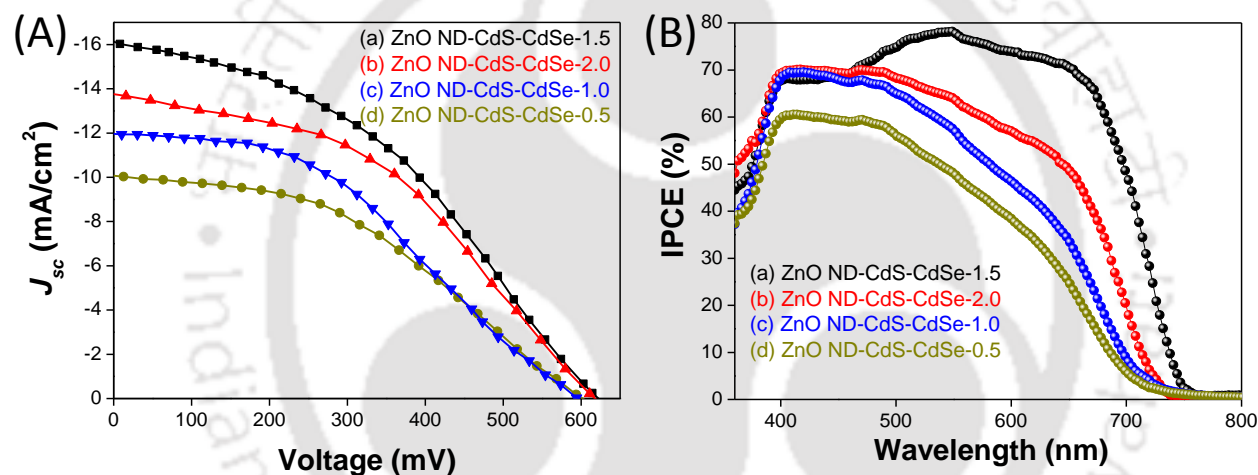 (A)
(a) ZnO ND-CdS-CdSe-1.5
(b) ZnO ND-CdS-CdSe-2.0
(c) ZnO ND-CdS-CdSe-1.0
(d) ZnO ND-CdS-CdSe-0.5
-16
-14
-12
-10
-8
-6
-4
-2
0
J_sc (mA/cm²)
0 100 200 300 400 500 600
Voltage (mV)
(B)
80
70
60
50
40
30
20
10
0
IPCE (%)
(a) ZnO ND-CdS-CdSe-1.5
(b) ZnO ND-CdS-CdSe-2.0
(c) ZnO ND-CdS-CdSe-1.0
(d) ZnO ND-CdS-CdSe-0.5
400 500 600 700 800
Wavelength (nm)
Indian